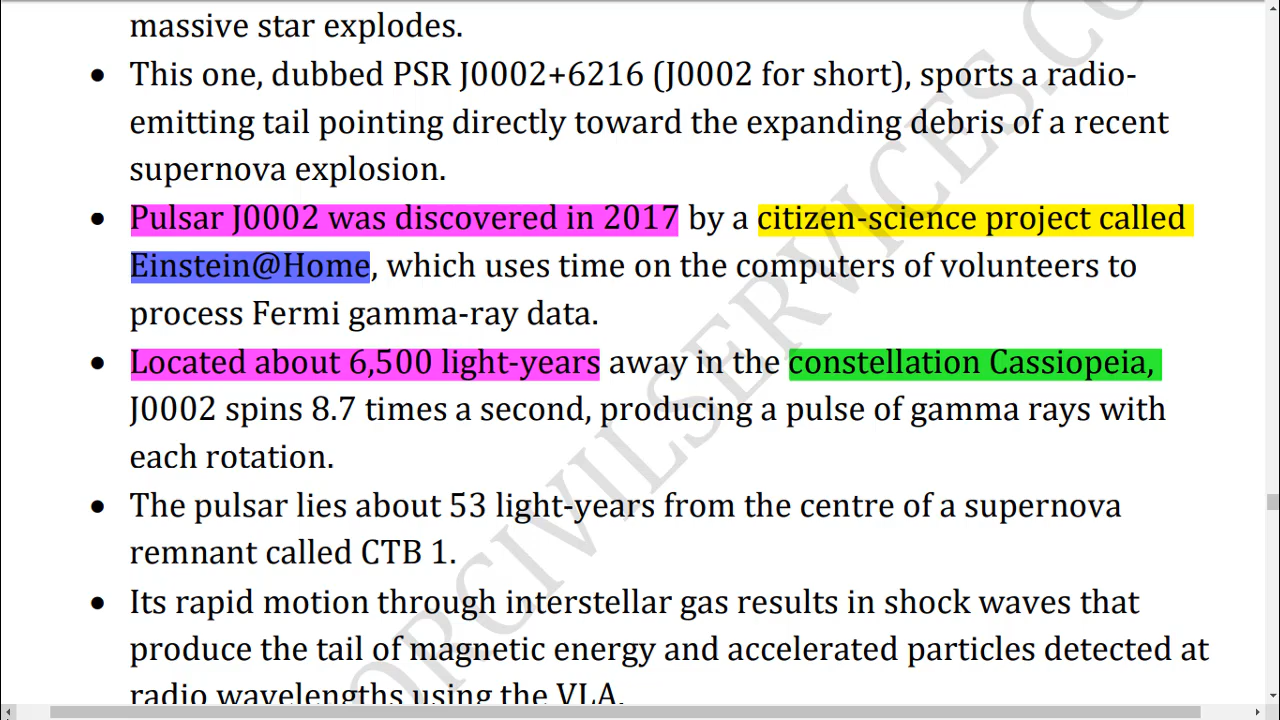 massive star explodes.
• This one, dubbed PSR J0002+6216 (J0002 for short), sports a radio-
emitting tail pointing directly toward the expanding debris of a recent
supernova explosion.
• Pulsar J0002 was discovered in 2017 by a citizen-science project called
Einstein@Home, which uses time on the computers of volunteers to
process Fermi gamma-ray data.
• Located about 6,500 light-years away in the constellation Cassiopeia,
J0002 spins 8.7 times a second, producing a pulse of gamma rays with
each rotation.
• The pulsar lies about 53 light-years from the centre of a supernova
remnant called CTB 1.
• Its rapid motion through interstellar gas results in shock waves that
produce the tail of magnetic energy and accelerated particles detected at
radio wavelengths using the VLA.
ORCIVILSERVICES.CO